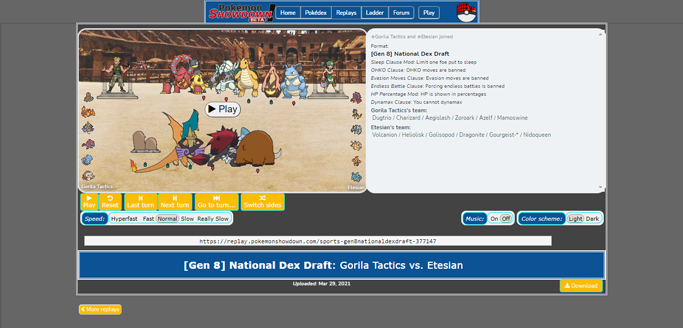 Pokémon
SHOWDOWN!
BETA
Home Pokédex Replays Ladder Forum Play
☆Gorila Tactics and ☆Etesian joined
Format:
[Gen 8] National Dex Draft
Sleep Clause Mod: Limit one foe put to sleep
OHKO Clause: OHKO moves are banned
Evasion Moves Clause: Evasion moves are banned
Endless Battle Clause: Forcing endless battles is banned
HP Percentage Mod: HP is shown in percentages
Dynamax Clause: You cannot dynamax
Gorila Tactics's team:
Dugtrio / Charizard / Aegislash / Zoroark / Azelf / Mamoswine
Etesian's team:
Volcanion / Heliolisk / Golisopod / Dragonite / Gourgeist-* / Nidoqueen
Play
Gorila Tactics
Etesian
Play Reset Last turn Next turn Go to turn... Switch sides
Speed: Hyperfast Fast Normal Slow Really Slow
Music: On Off
Color scheme: Light Dark
https://replay.pokemonshowdown.com/sports-gen8nationaldexdraft-377147
[Gen 8] National Dex Draft: Gorila Tactics vs. Etesian
Uploaded: Mar 29, 2021
Download
More replays